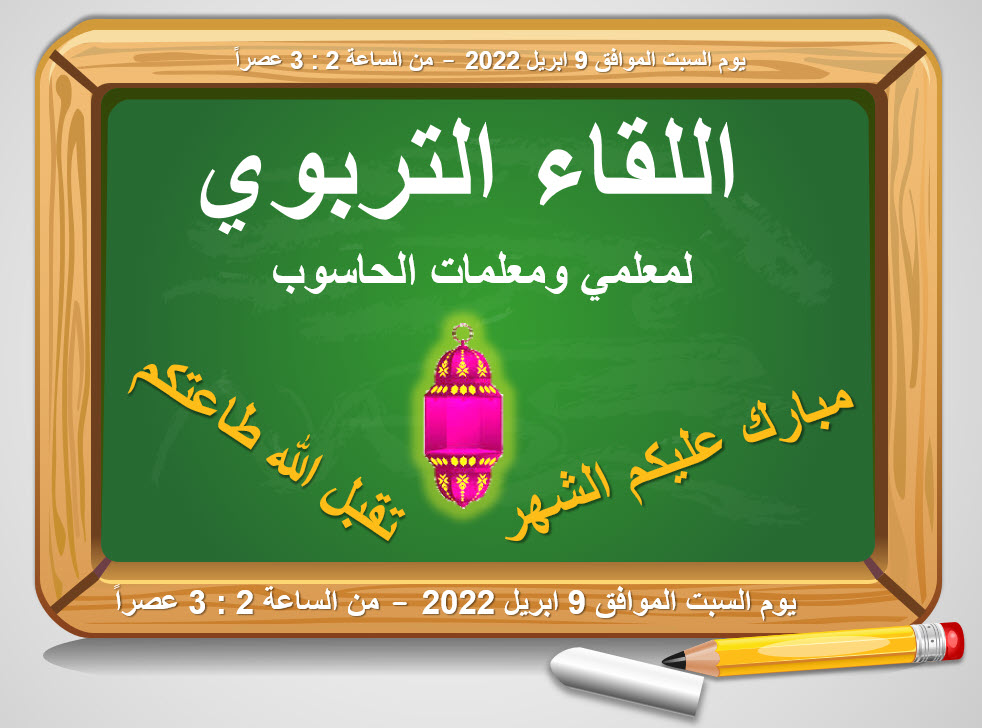 يوم السبت الموافق 9 ابريل 2022 - من الساعة 2 : 3 عصراً
اللقاء التربوي
لمعلمي ومعلمات الحاسوب
مبارك عليكم الشهر
تقبل الله طاعتكم
يوم السبت الموافق 9 ابريل 2022 - من الساعة 2 : 3 عصراً